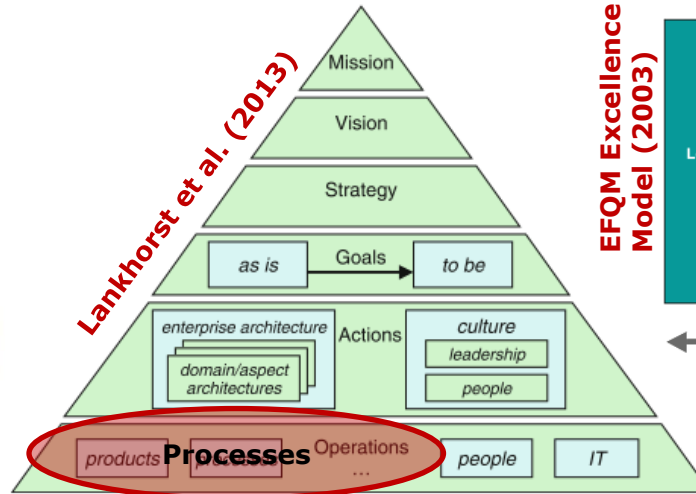 Mission
Vision
Strategy
as is
Goals
to be
enterprise architecture
domain/aspect
architectures
Actions
culture
leadership
people
products
processes
Processes
Operations
...
people
IT
Lankhorst et al. (2013)
EFQM Excellence
Model (2003)
L